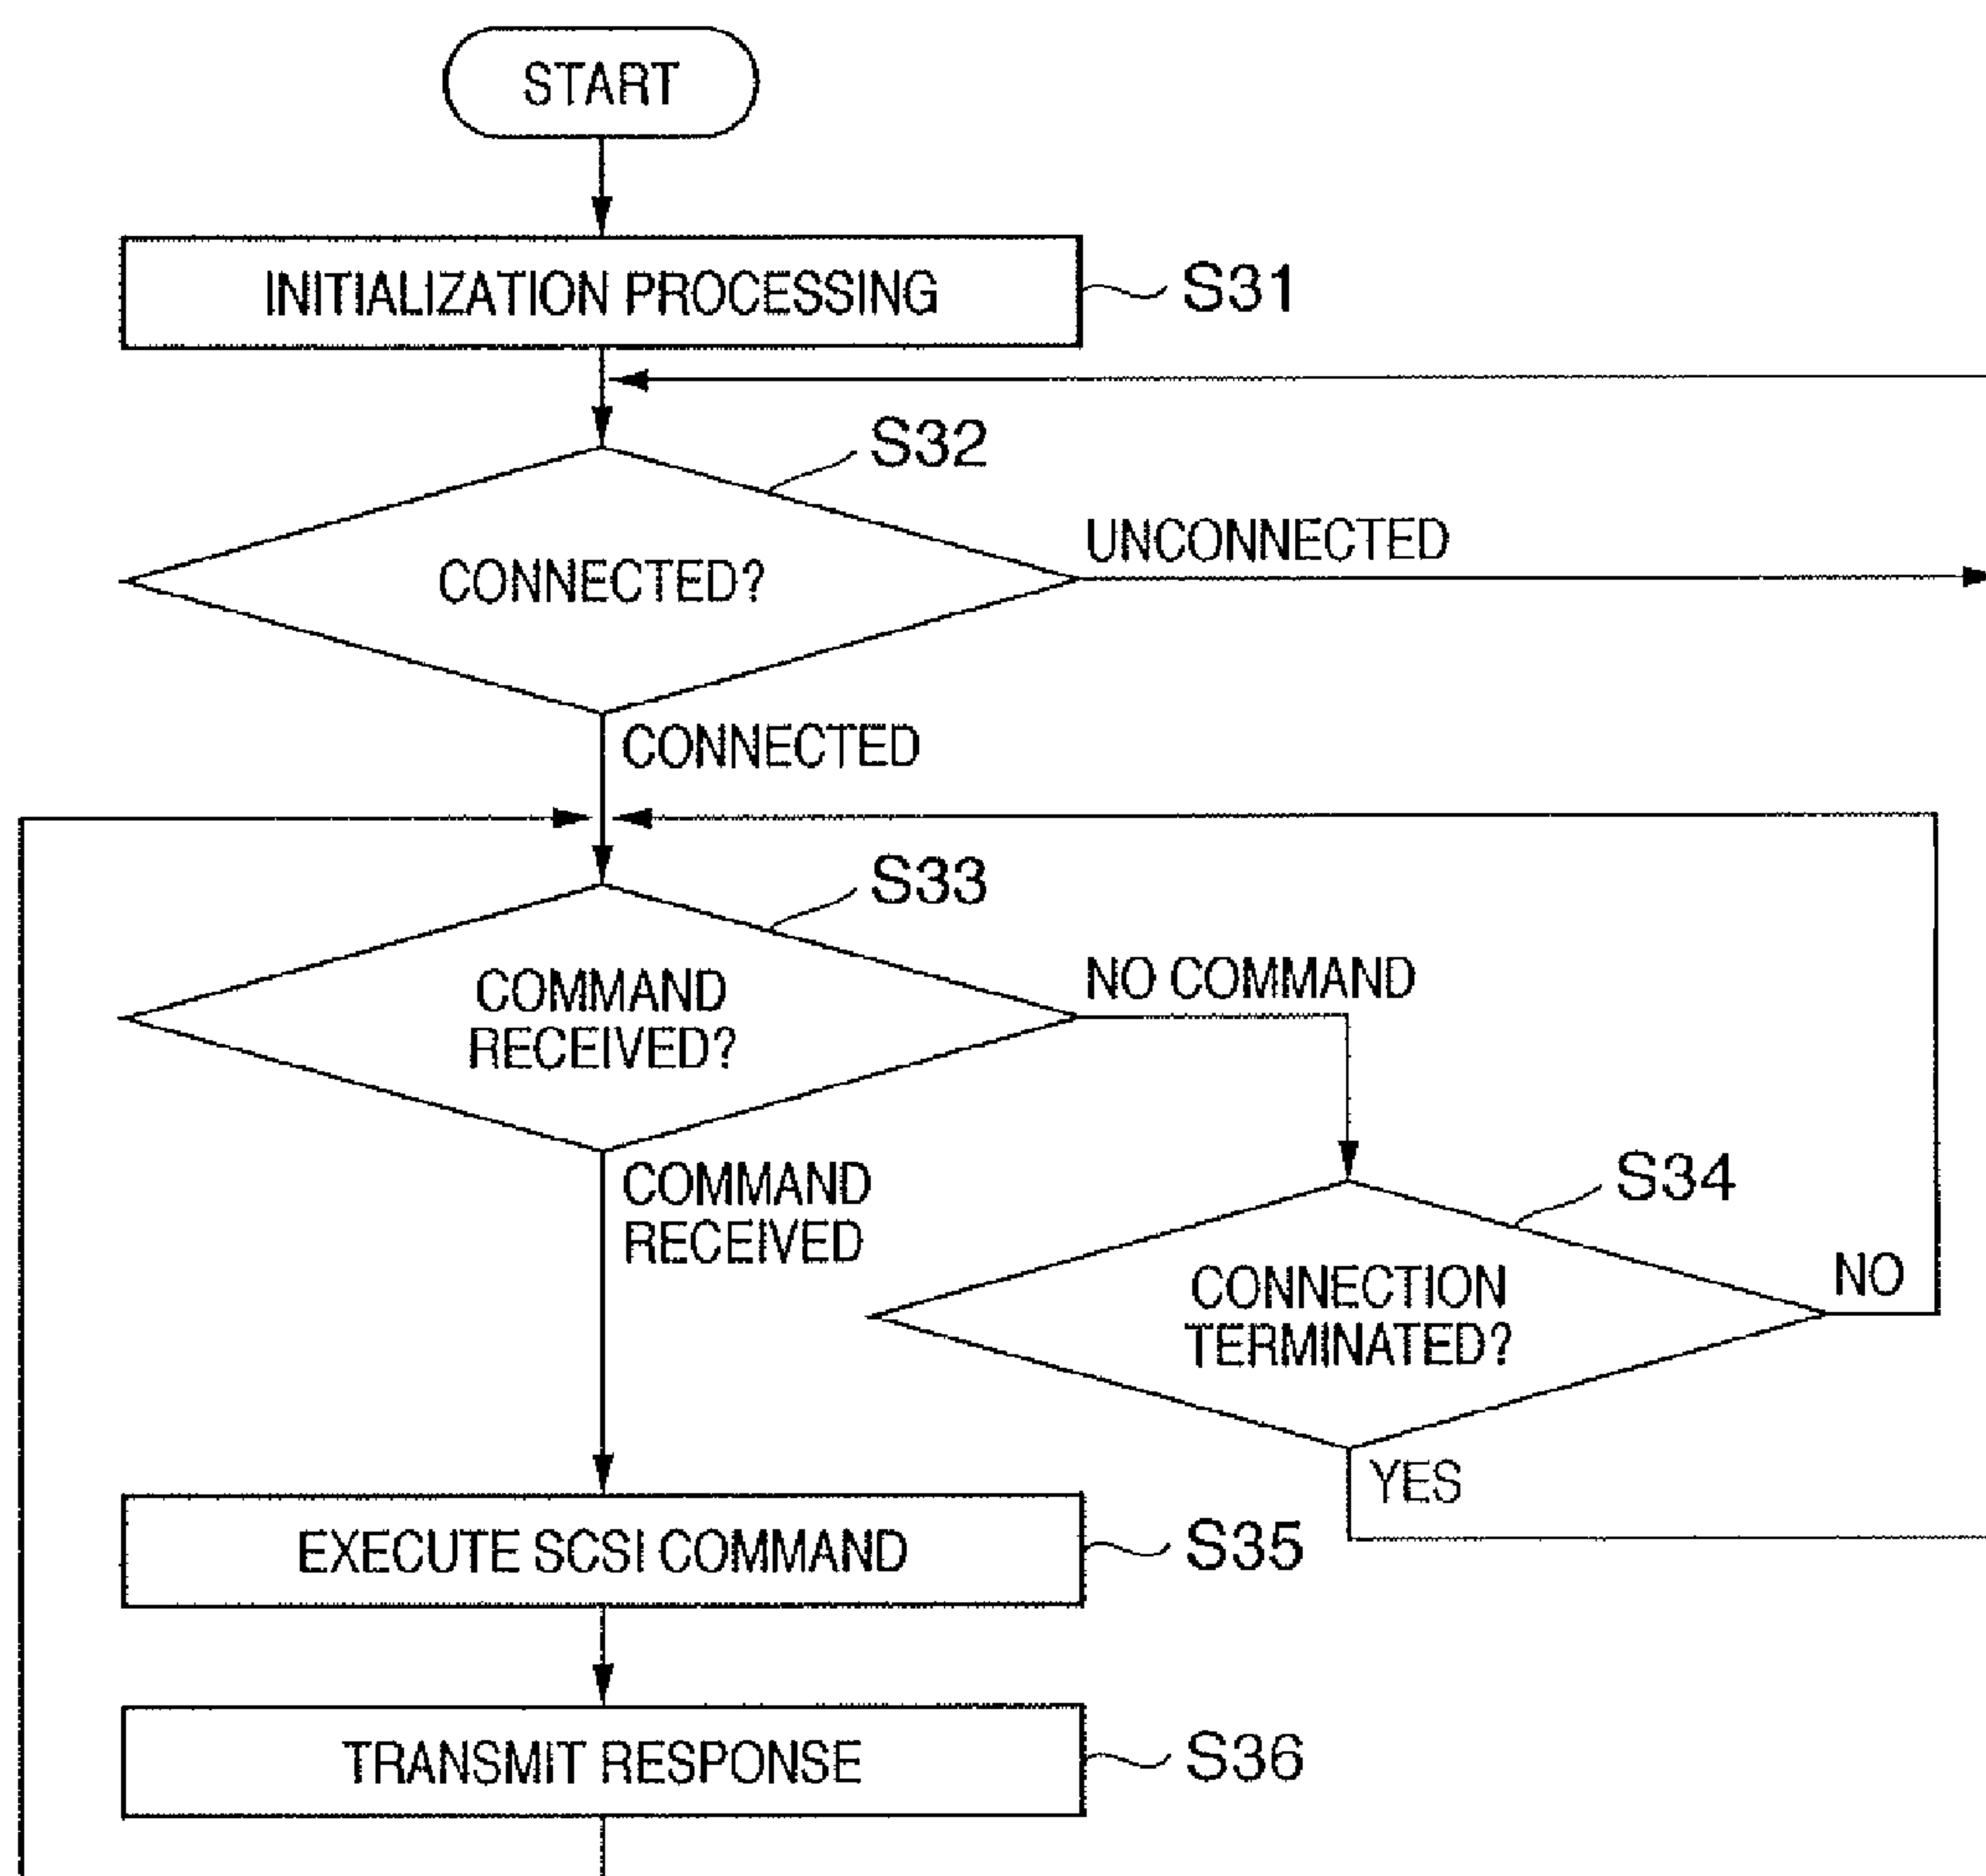 START
INITIALIZATION PROCESSING
S31
S32
CONNECTED?
UNCONNECTED
CONNECTED
S33
COMMAND
RECEIVED?
NO COMMAND
COMMAND
RECEIVED
S34
CONNECTION
TERMINATED?
NO
YES
EXECUTE SCSI COMMAND
S35
TRANSMIT RESPONSE
S36